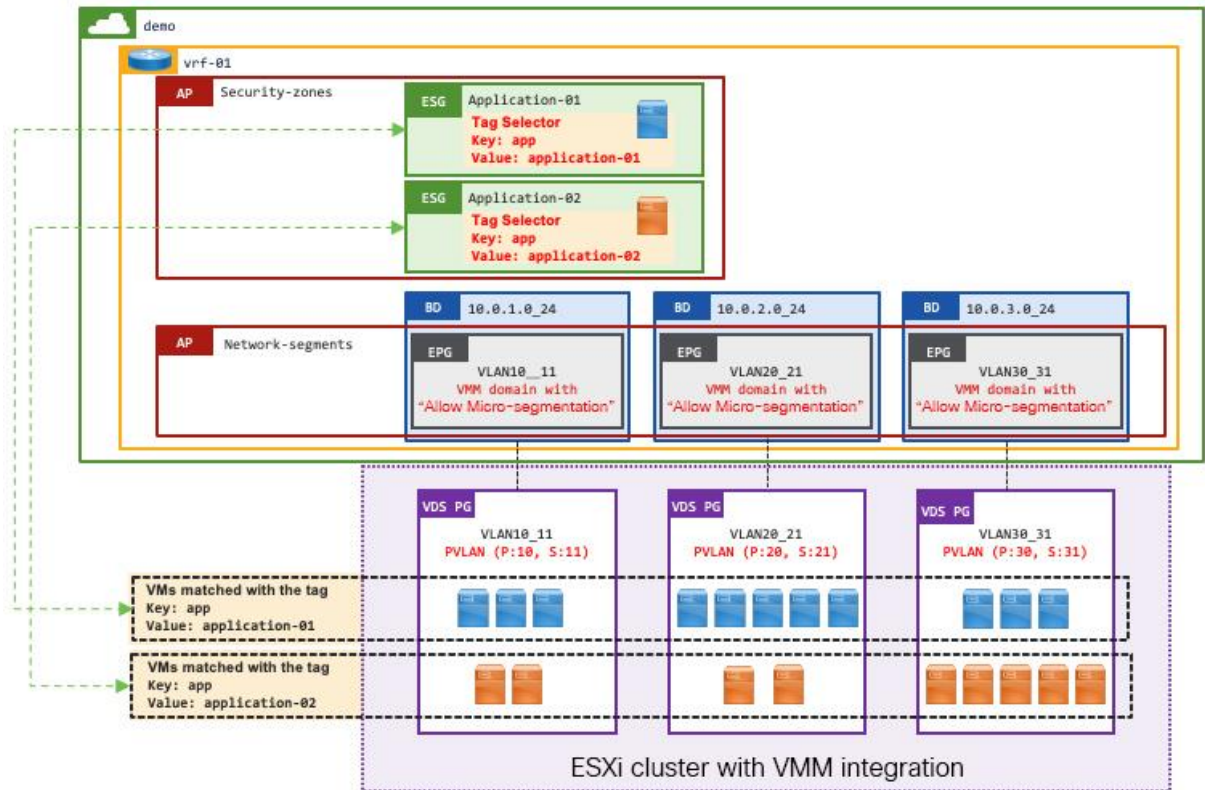 demo
vrf-01
AP Security-zones
ESG Application-01
Tag Selector
Key: app
Value: application-01
ESG Application-02
Tag Selector
Key: app
Value: application-02
BD 10.0.1.0_24
BD 10.0.2.0_24
BD 10.0.3.0_24
AP Network-segments
EPG
VLAN10__11
VMM domain with
“Allow Micro-segmentation”
EPG
VLAN20_21
VMM domain with
“Allow Micro-segmentation”
EPG
VLAN30_31
VMM domain with
“Allow Micro-segmentation”
VDS PG
VLAN10_11
PVLAN (P:10, S:11)
VDS PG
VLAN20_21
PVLAN (P:20, S:21)
VDS PG
VLAN30_31
PVLAN (P:30, S:31)
VMs matched with the tag
Key: app
Value: application-01
VMs matched with the tag
Key: app
Value: application-02
ESXi cluster with VMM integration